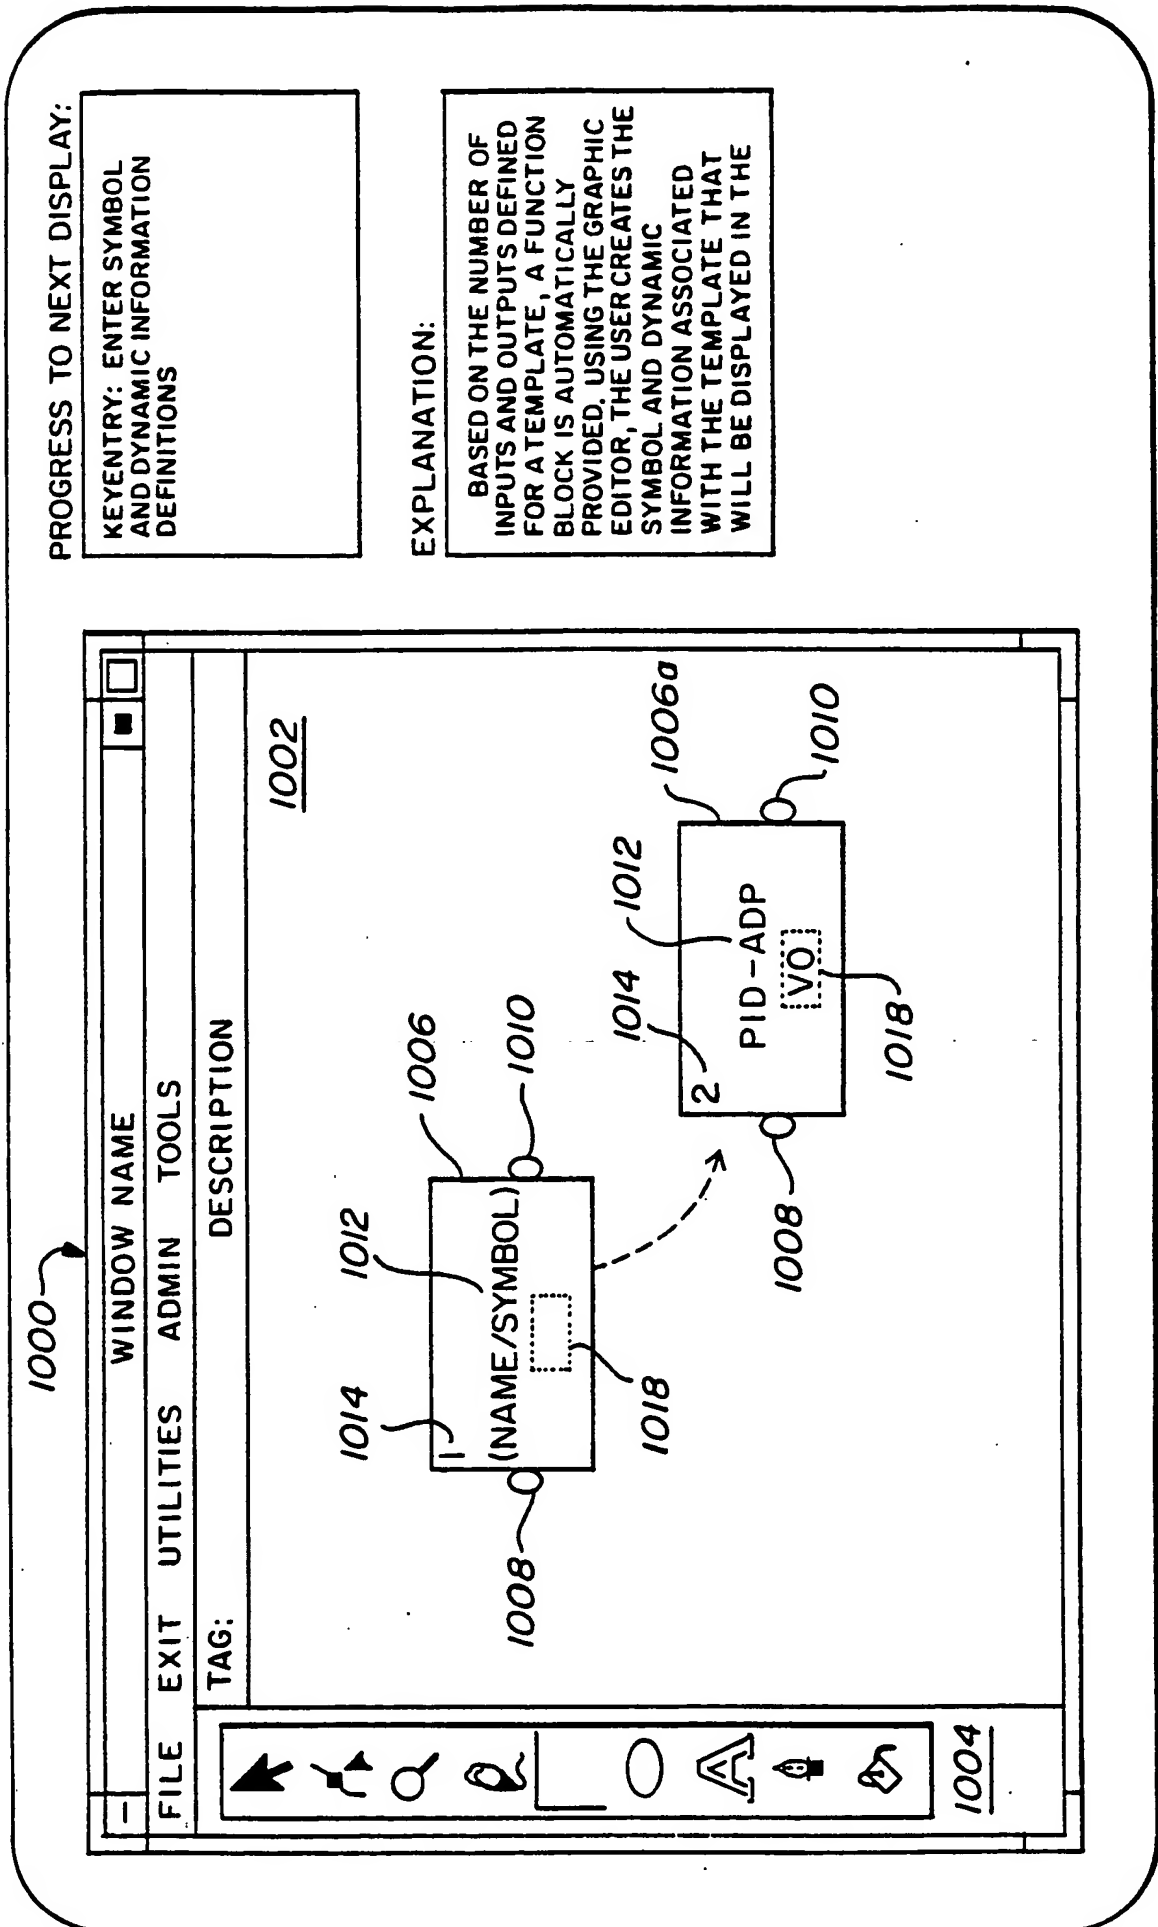 1000
WINDOW NAME
FILE EXIT UTILITIES ADMIN TOOLS
TAG: DESCRIPTION
1002
1004
1014
1012
1006
1
(NAME/SYMBOL)
1008
1010
1018
1014
1012
1006a
2
PID-ADP
VO
1008
1010
1018
PROGRESS TO NEXT DISPLAY:
KEYENTRY: ENTER SYMBOL
AND DYNAMIC INFORMATION
DEFINITIONS
EXPLANATION:
BASED ON THE NUMBER OF
INPUTS AND OUTPUTS DEFINED
FOR A TEMPLATE, A FUNCTION
BLOCK IS AUTOMATICALLY
PROVIDED. USING THE GRAPHIC
EDITOR, THE USER CREATES THE
SYMBOL AND DYNAMIC
INFORMATION ASSOCIATED
WITH THE TEMPLATE THAT
WILL BE DISPLAYED IN THE
A